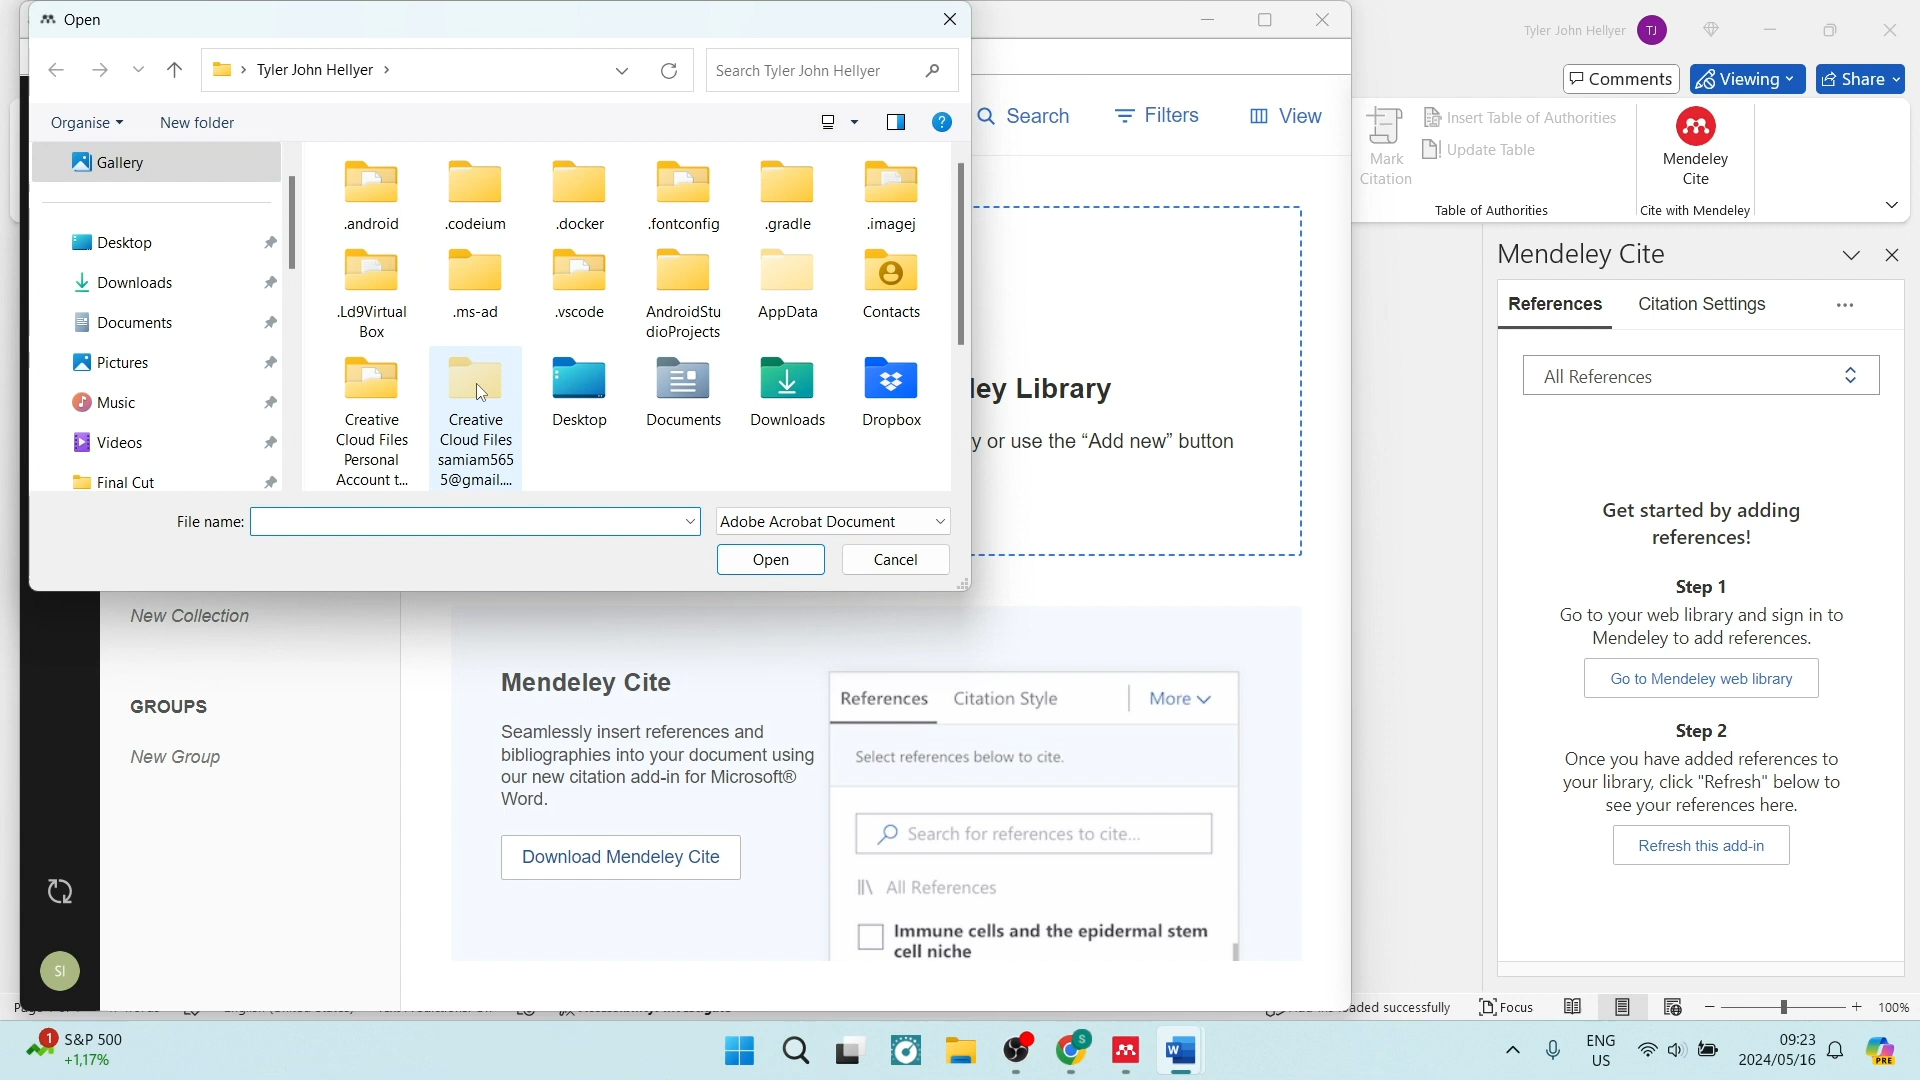 Open
Tyler John Hellyer
Search Tyler John Hellyer
Organise
New folder
Gallery
Desktop
Downloads
Documents
Pictures
Music
Videos
Final Cut
.android
.codeium
.docker
.fontconfig
.gradle
.imagej
.Ld9Virtual
Box
.ms-ad
.vscode
AndroidStu
dioProjects
AppData
Contacts
Creative
Cloud Files
Personal
Account t...
Creative
Cloud Files
samiam565
5@gmail....
Desktop
Documents
Downloads
Dropbox
File name:
Adobe Acrobat Document
Open
Cancel
Search
Filters
View
ley Library
y or use the “Add new” button
New Collection
GROUPS
New Group
SI
Mendeley Cite
Seamlessly insert references and
bibliographies into your document using
our new citation add-in for Microsoft®
Word.
Download Mendeley Cite
References
Citation Style
More
Select references below to cite.
Search for references to cite...
All References
Immune cells and the epidermal stem
cell niche
Tyler John Hellyer
TJ
Comments
Viewing
Share
Mark
Citation
Insert Table of Authorities
Update Table
Table of Authorities
Mendeley
Cite
Cite with Mendeley
Mendeley Cite
References
Citation Settings
All References
Get started by adding
references!
Step 1
Go to your web library and sign in to
Mendeley to add references.
Go to Mendeley web library
Step 2
Once you have added references to
your library, click "Refresh" below to
see your references here.
Refresh this add-in
aded successfully
Focus
100%
1
S&P 500
+1,17%
S
W
ENG
US
09:23
2024/05/16
PRE